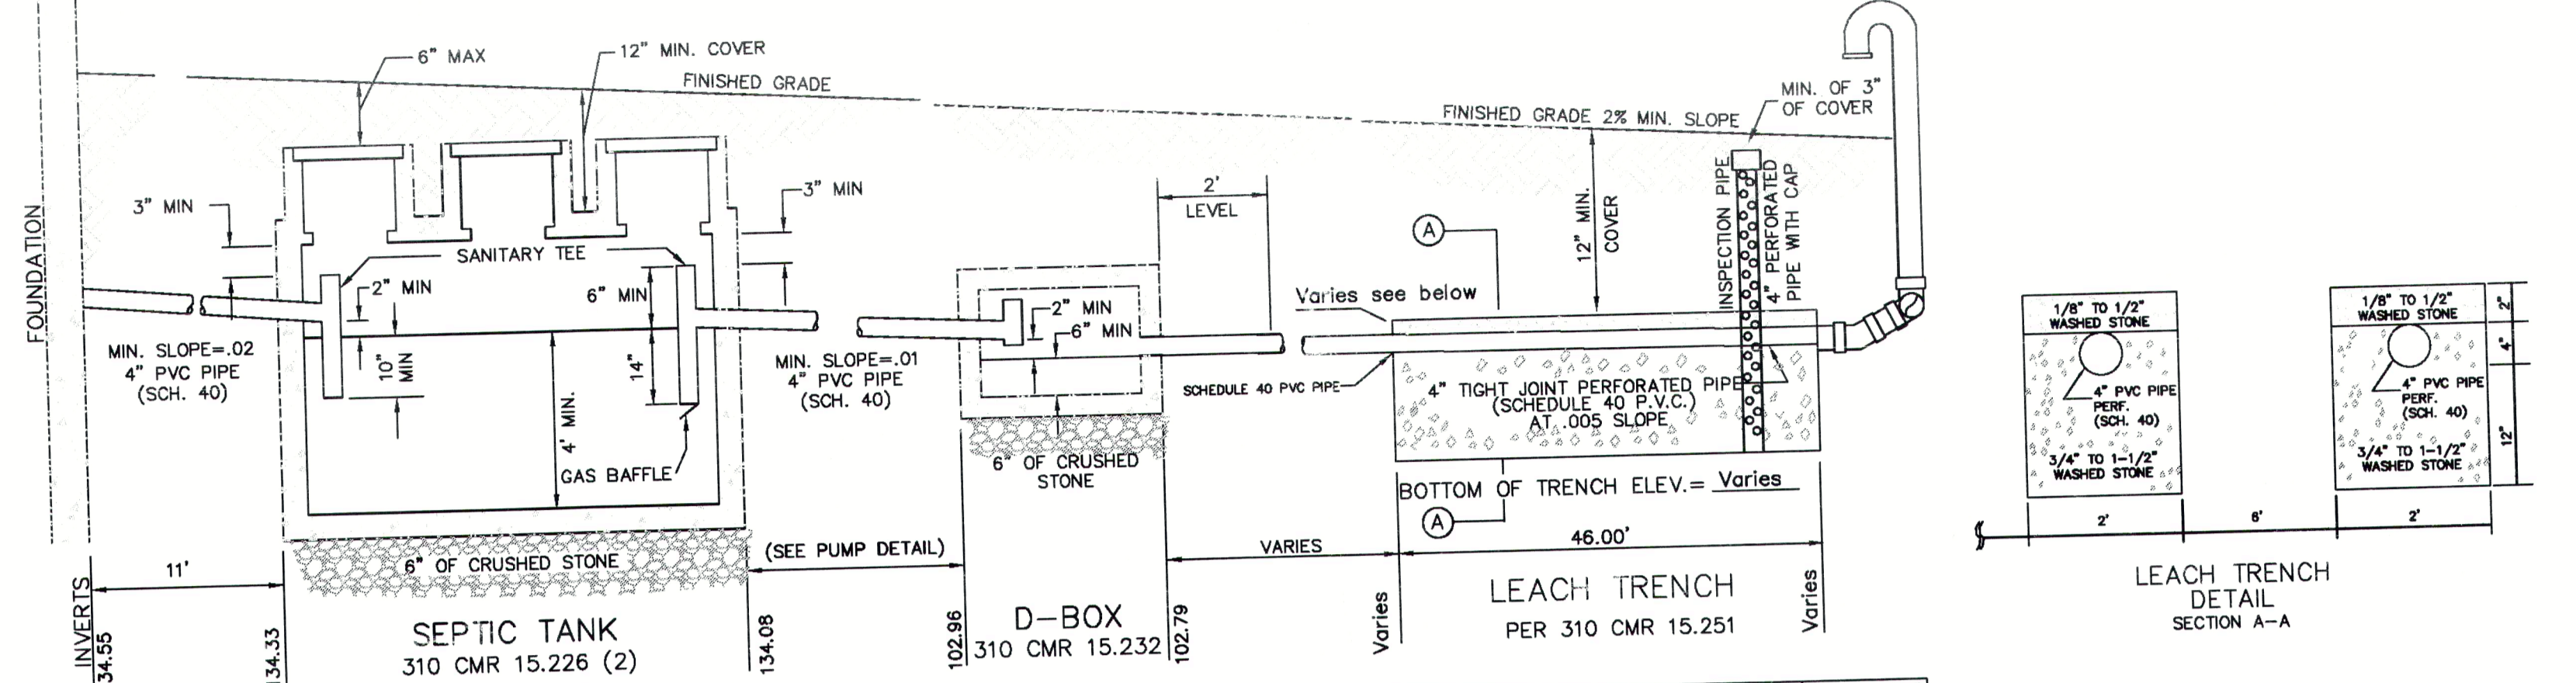 6" MAX
12" MIN. COVER
FINISHED GRADE
FINISHED GRADE 2% MIN. SLOPE
MIN. OF 3"
OF COVER
FOUNDATION
3" MIN
3" MIN
SANITARY TEE
2" MIN
6" MIN
10"
MIN
14"
4' MIN.
GAS BAFFLE
MIN. SLOPE=.02
4" PVC PIPE
(SCH. 40)
MIN. SLOPE=.01
4" PVC PIPE
(SCH. 40)
2'
LEVEL
2" MIN
6" MIN
6" OF CRUSHED
STONE
A
12" MIN.
COVER
INSPECTION PIPE
4" PERFORATED
PIPE WITH CAP
Varies see below
SCHEDULE 40 PVC PIPE
4" TIGHT JOINT PERFORATED PIPE
(SCHEDULE 40 P.V.C.)
AT .005 SLOPE
BOTTOM OF TRENCH ELEV.= Varies
A
6" OF CRUSHED STONE
11'
(SEE PUMP DETAIL)
VARIES
46.00'
INVERTS
34.55
134.33
SEPTIC TANK
310 CMR 15.226 (2)
134.08
102.96
D-BOX
310 CMR 15.232
102.79
Varies
LEACH TRENCH
PER 310 CMR 15.251
Varies
1/8" TO 1/2"
WASHED STONE
4" PVC PIPE
PERF.
(SCH. 40)
3/4" TO 1-1/2"
WASHED STONE
1/8" TO 1/2"
WASHED STONE
4" PVC PIPE
PERF.
(SCH. 40)
3/4" TO 1-1/2"
WASHED STONE
2"
4"
12"
2'
6'
2'
LEACH TRENCH
DETAIL
SECTION A-A